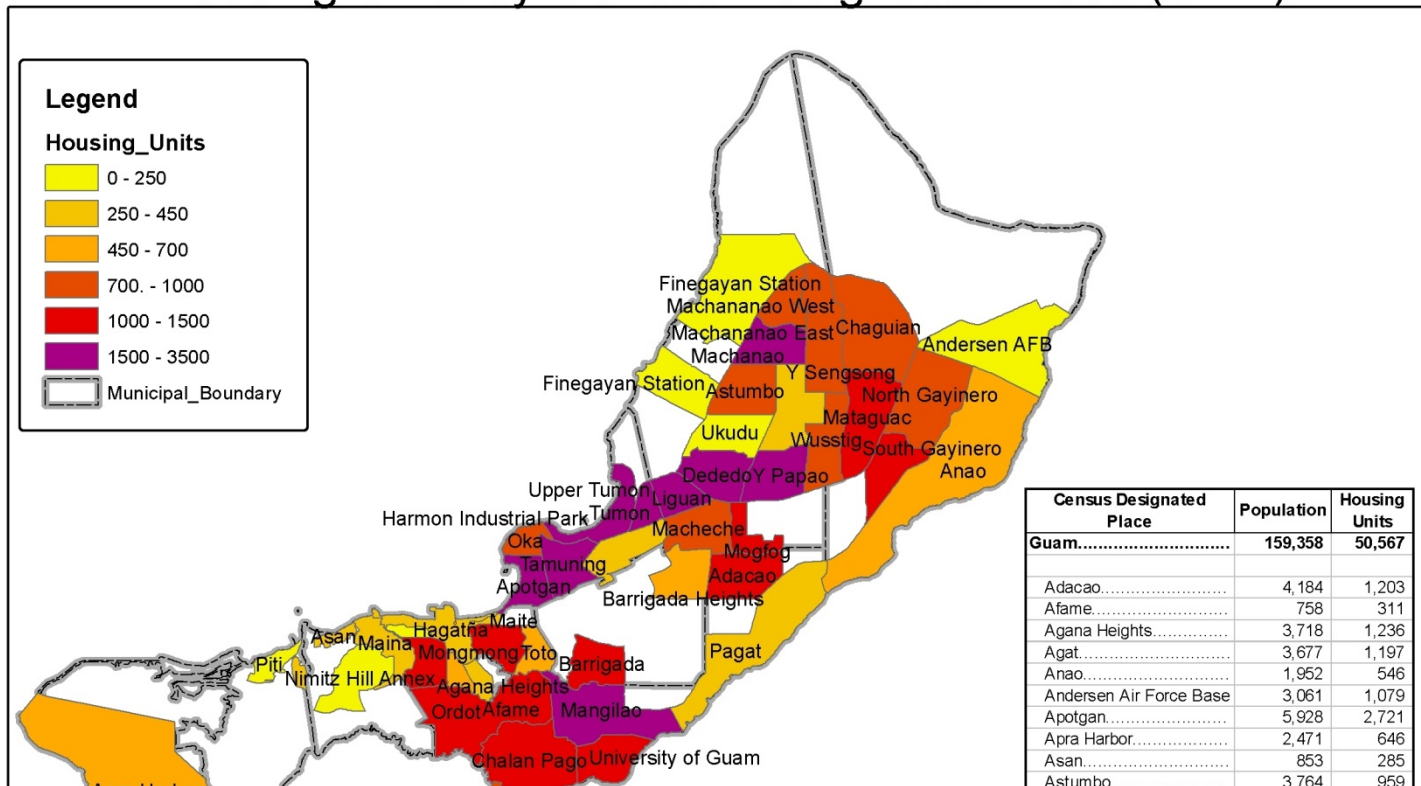 Legend
Housing_Units
0 - 250
250 - 450
450 - 700
700. - 1000
1000 - 1500
1500 - 3500
Municipal_Boundary
Finegayan Station
Machananao West
Machananao East
Chaguian
Machanao
Andersen AFB
Y Sengsong
Finegayan Station
Astumbo
North Gayinero
Mataguac
Ukudu
Wusstig
South Gayinero
Anao
Dededo
Y Papao
Upper Tumon
Liguan
Tumon
Harmon Industrial Park
Macheche
Oka
Mogfog
Tamuning
Adacao
Apotgan
Barrigada Heights
Maite
Hagatña
Asan
Maina
Mongmong
Toto
Pagat
Piti
Barrigada
Nimitz Hill Annex
Agana Heights
Ordot
Afame
Mangilao
Chalan Pago
University of Guam
Census Designated Place Population Housing Units
Guam............................. 159,358 50,567
Adacao.......................... 4,184 1,203
Afame........................... 758 311
Agana Heights............... 3,718 1,236
Agat.............................. 3,677 1,197
Anao............................. 1,952 546
Andersen Air Force Base 3,061 1,079
Apotgan........................ 5,928 2,721
Apra Harbor................... 2,471 646
Asan............................. 853 285
Astumbo 3,764 959